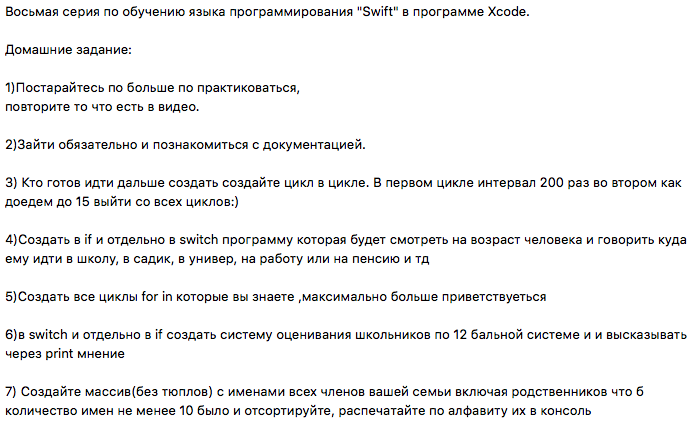 Восьмая серия по обучению языка программирования "Swift" в программе Xcode.
Домашние задание:
1)Постарайтесь по больше по практиковаться,
повторите то что есть в видео.
2)Зайти обязательно и познакомиться с документацией.
3) Кто готов идти дальше создать создайте цикл в цикле. В первом цикле интервал 200 раз во втором как
доедем до 15 выйти со всех циклов:)
4)Создать в if и отдельно в switch программу которая будет смотреть на возраст человека и говорить куда
ему идти в школу, в садик, в универ, на работу или на пенсию и тд
5)Создать все циклы for in которые вы знаете ,максимально больше приветствуеться
6)в switch и отдельно в if создать систему оценивания школьников по 12 бальной системе и и высказывать
через print мнение
7) Создайте массив(без тюплов) с именами всех членов вашей семьи включая родственников что б
количество имен не менее 10 было и отсортируйте, распечатайте по алфавиту их в консоль